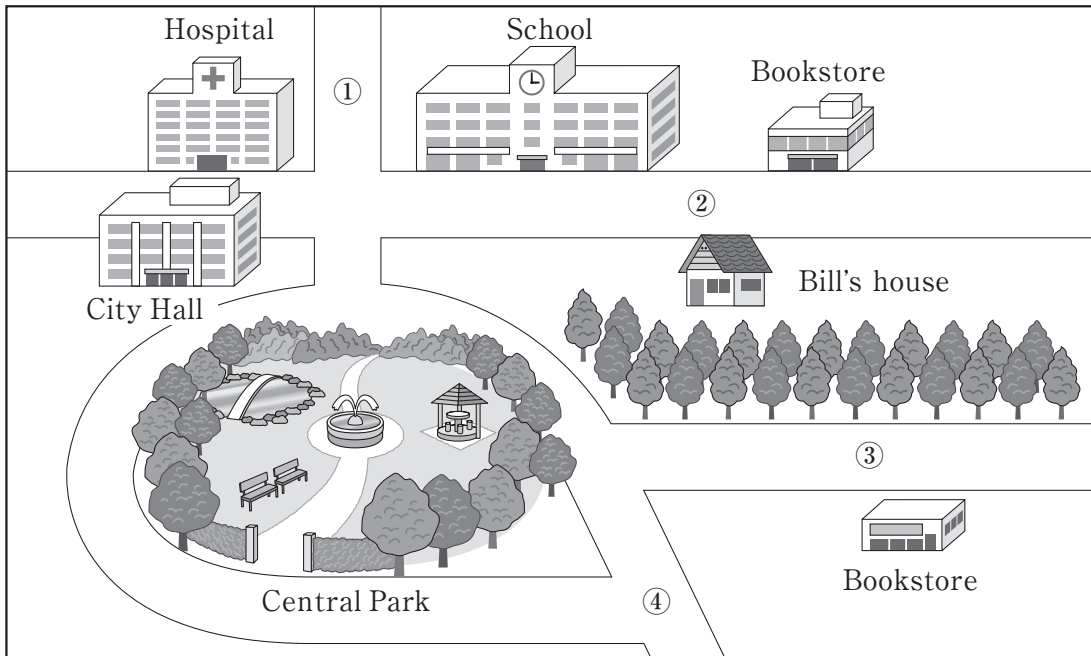 Hospital
School
Bookstore
①
②
City Hall
Bill's house
③
Central Park
④
Bookstore